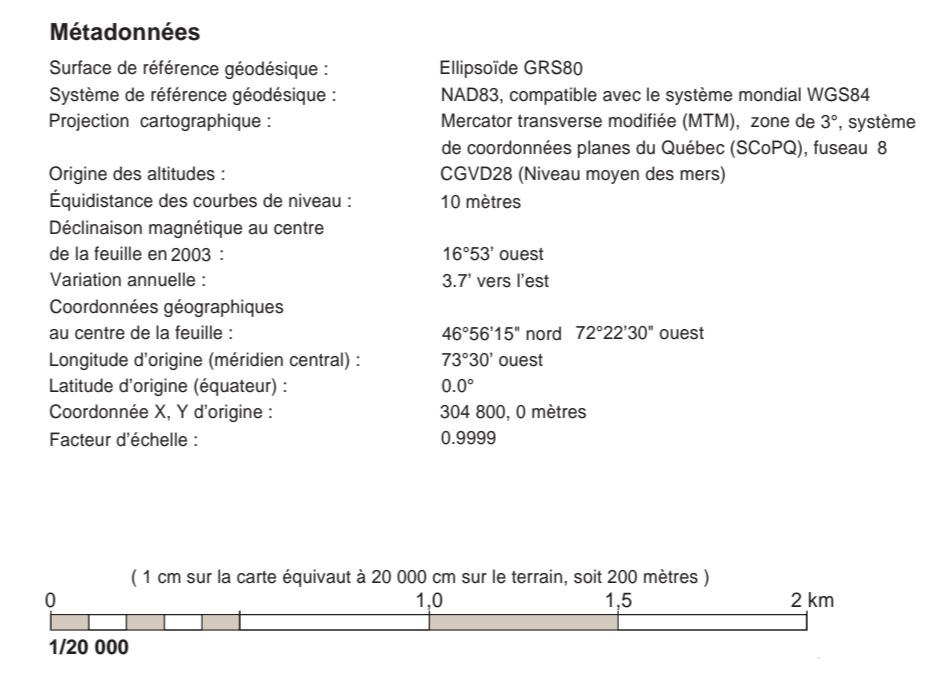 Métadonnées
Surface de référence géodésique : Ellipsoïde GRS80
Système de référence géodésique : NAD83, compatible avec le système mondial WGS84
Projection cartographique : Mercator transverse modifiée (MTM), zone de 3°, système
de coordonnées planes du Québec (SCoPQ), fuseau 8
Origine des altitudes : CGVD28 (Niveau moyen des mers)
Équidistance des courbes de niveau : 10 mètres
Déclinaison magnétique au centre
de la feuille en 2003 : 16°53' ouest
Variation annuelle : 3.7' vers l'est
Coordonnées géographiques
au centre de la feuille : 46°56'15" nord 72°22'30" ouest
Longitude d'origine (méridien central) : 73°30' ouest
Latitude d'origine (équateur) : 0.0°
Coordonnée X, Y d'origine : 304 800, 0 mètres
Facteur d'échelle : 0.9999
( 1 cm sur la carte équivaut à 20 000 cm sur le terrain, soit 200 mètres )
0 1,0 1,5 2 km
1/20 000